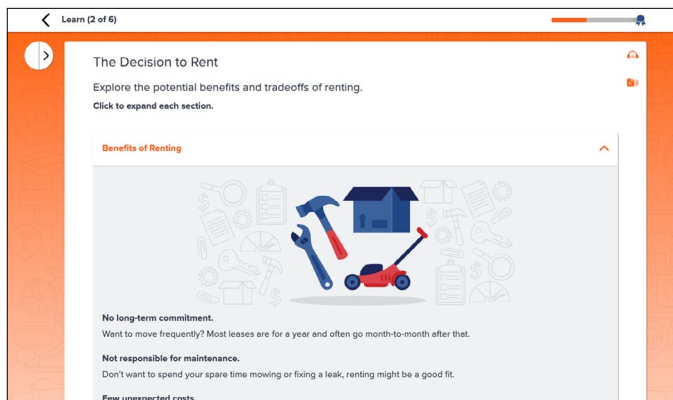 Learn (2 of 6)
The Decision to Rent
Explore the potential benefits and tradeoffs of renting.
Click to expand each section.
Benefits of Renting
No long-term commitment.
Want to move frequently? Most leases are for a year and often go month-to-month after that.
Not responsible for maintenance.
Don't want to spend your spare time mowing or fixing a leak, renting might be a good fit.
Few unexpected costs.